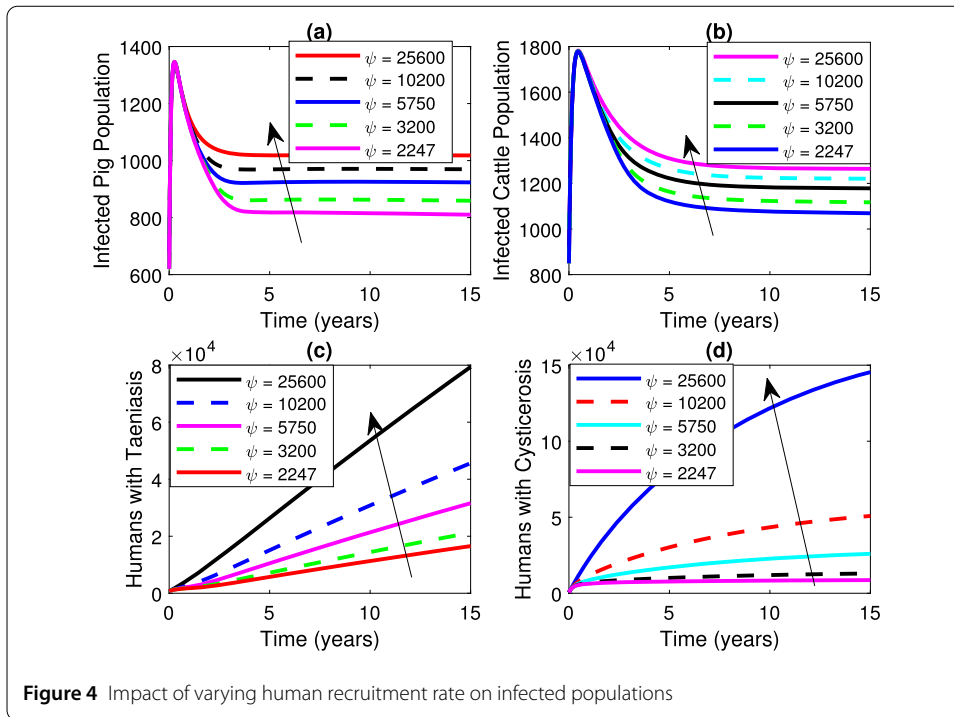 (a)
Infected Pig Population
1400
1200
1000
800
600
ψ = 25600
ψ = 10200
ψ = 5750
ψ = 3200
ψ = 2247
0 5 10 15
Time (years)
(b)
Infected Cattle Population
1800
1600
1400
1200
1000
800
ψ = 25600
ψ = 10200
ψ = 5750
ψ = 3200
ψ = 2247
0 5 10 15
Time (years)
(c)
×10⁴
Humans with Taeniasis
8
6
4
2
0
ψ = 25600
ψ = 10200
ψ = 5750
ψ = 3200
ψ = 2247
0 5 10 15
Time (years)
(d)
×10⁴
Humans with Cysticerosis
15
10
5
0
ψ = 25600
ψ = 10200
ψ = 5750
ψ = 3200
ψ = 2247
0 5 10 15
Time (years)
Figure 4 Impact of varying human recruitment rate on infected populations